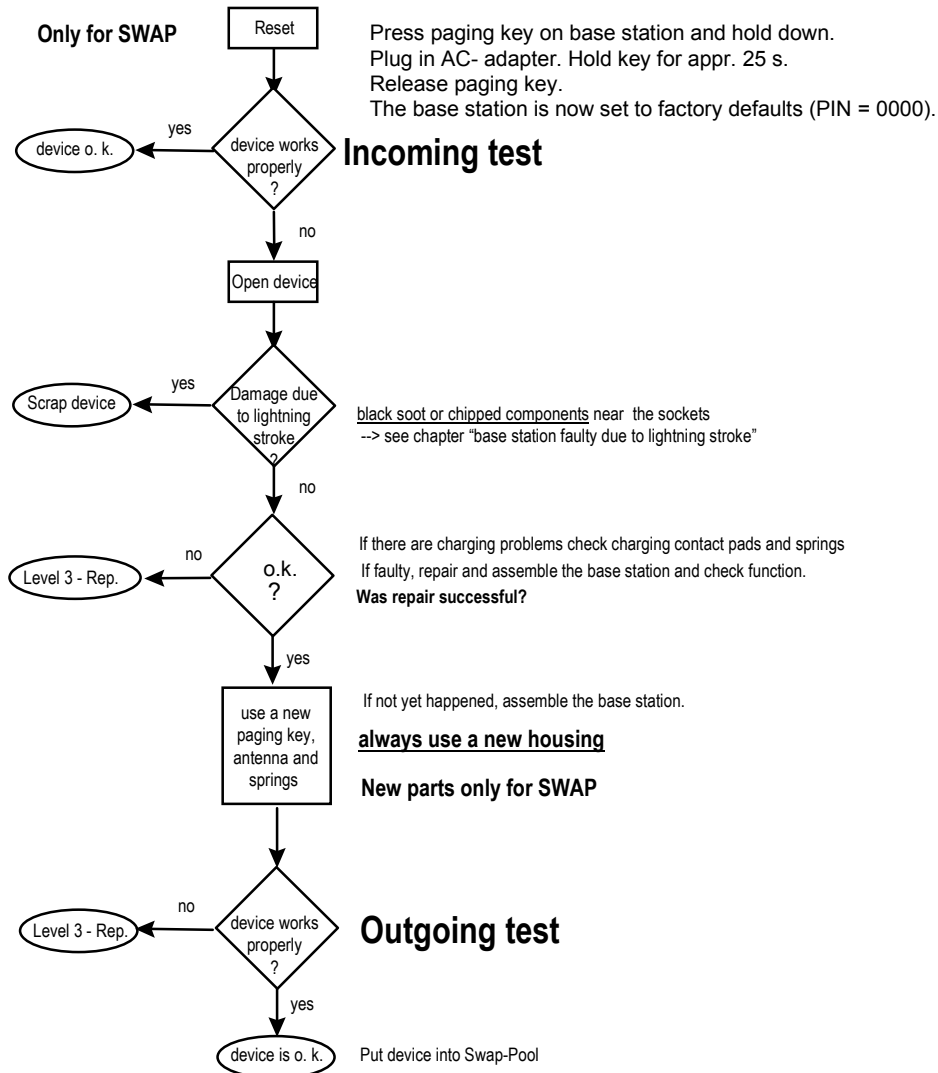 Only for SWAP
Reset
Press paging key on base station and hold down.
Plug in AC- adapter. Hold key for appr. 25 s.
Release paging key.
The base station is now set to factory defaults (PIN = 0000).
yes
device o. k.
device works
properly
?
Incoming test
no
Open device
yes
Scrap device
Damage due
to lightning
stroke
?
black soot or chipped components near the sockets
--> see chapter “base station faulty due to lightning stroke”
no
no
Level 3 - Rep.
o.k.
?
If there are charging problems check charging contact pads and springs
If faulty, repair and assemble the base station and check function.
Was repair successful?
yes
use a new
paging key,
antenna and
springs
If not yet happened, assemble the base station.
always use a new housing
New parts only for SWAP
no
Level 3 - Rep.
device works
properly
?
Outgoing test
yes
device is o. k.
Put device into Swap-Pool